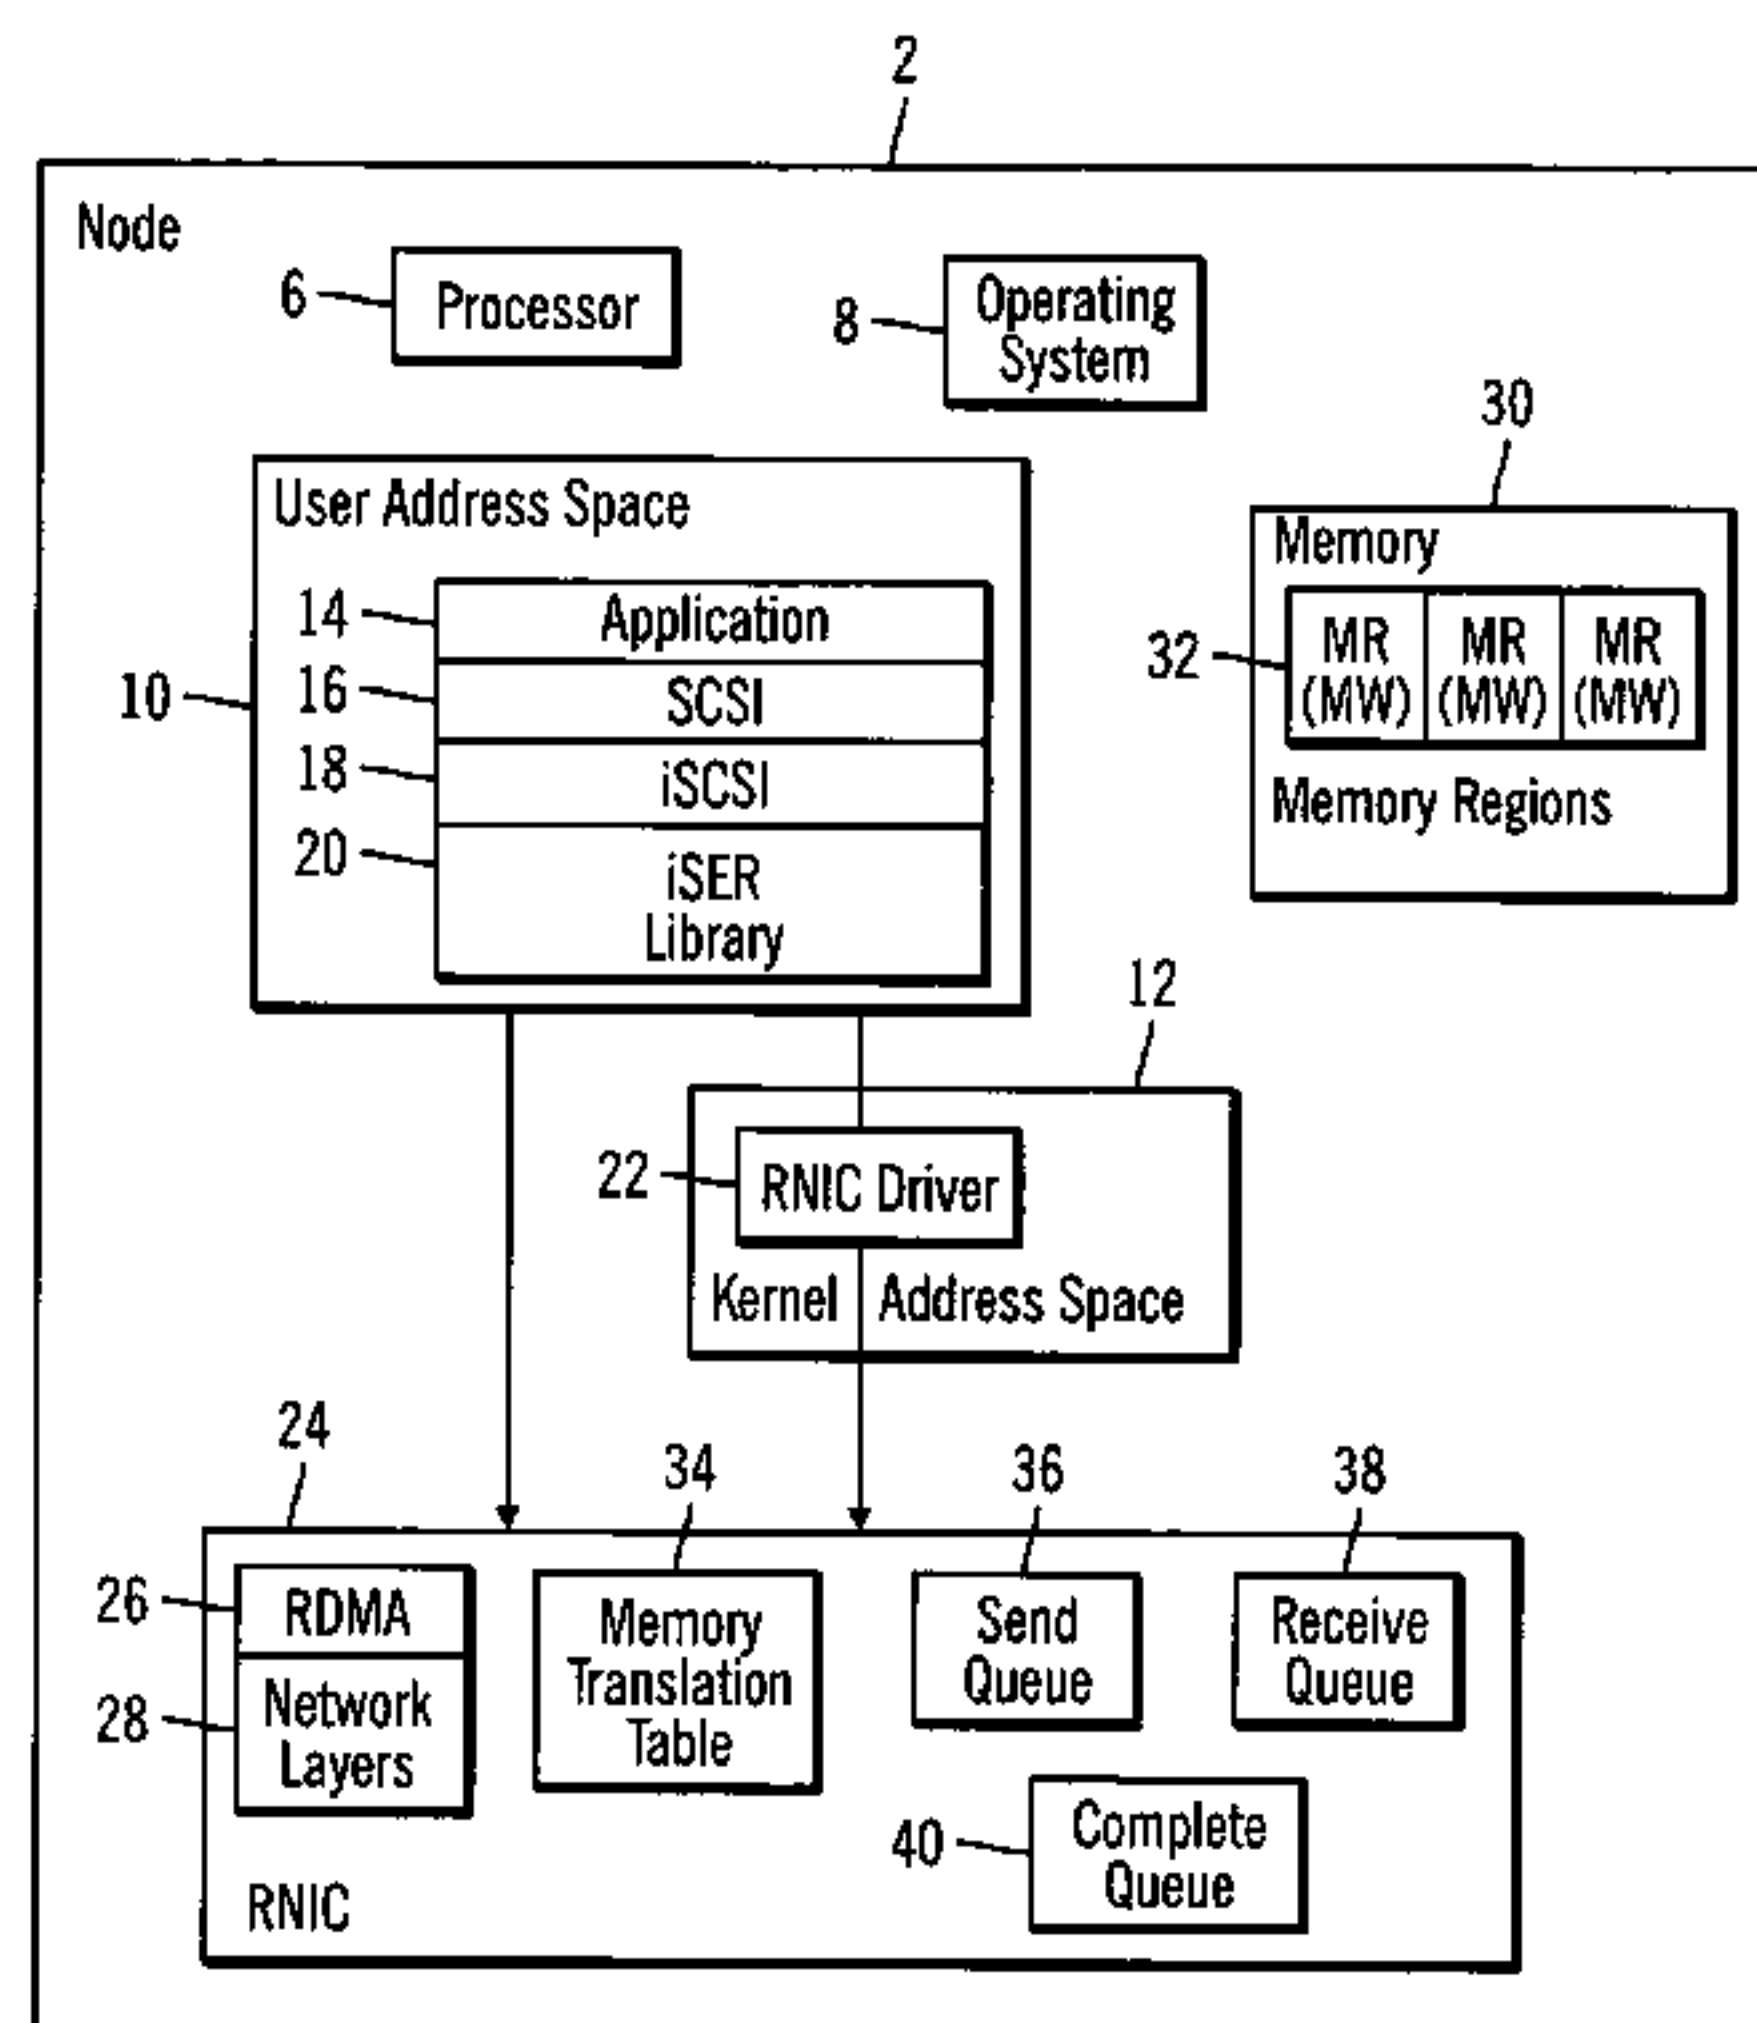 2
Node
6
Processor
8
Operating
System
30
User Address Space
Memory
14
Application
32
MR
(MW)
MR
(MW)
MR
(MW)
10
16
SCSI
18
iSCSI
Memory Regions
20
iSER
Library
12
22
RNIC Driver
Kernel Address Space
24
34
36
38
26
RDMA
Memory
Translation
Table
Send
Queue
Receive
Queue
28
Network
Layers
40
Complete
Queue
RNIC